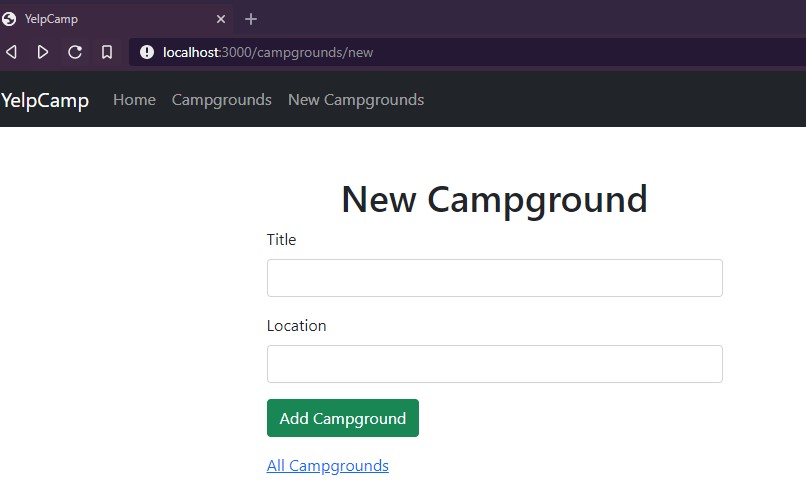 YelpCamp
localhost:3000/campgrounds/new
YelpCamp Home Campgrounds New Campgrounds
New Campground
Title
Location
Add Campground
All Campgrounds